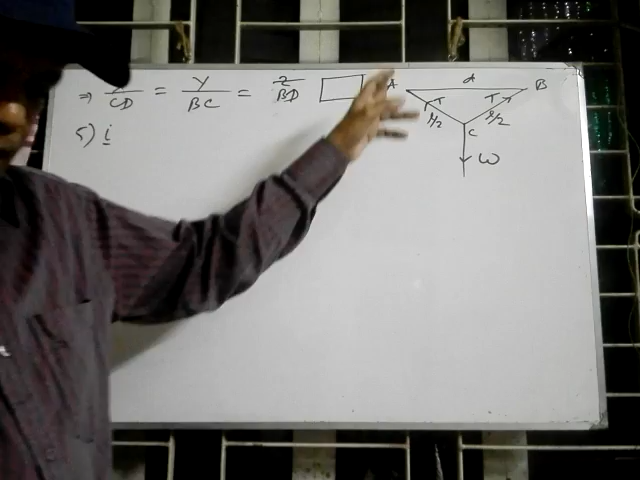 ⇒ /CD = Y/BC = Z/BD
5) i
A d B
T T
l/2 l/2
C
W